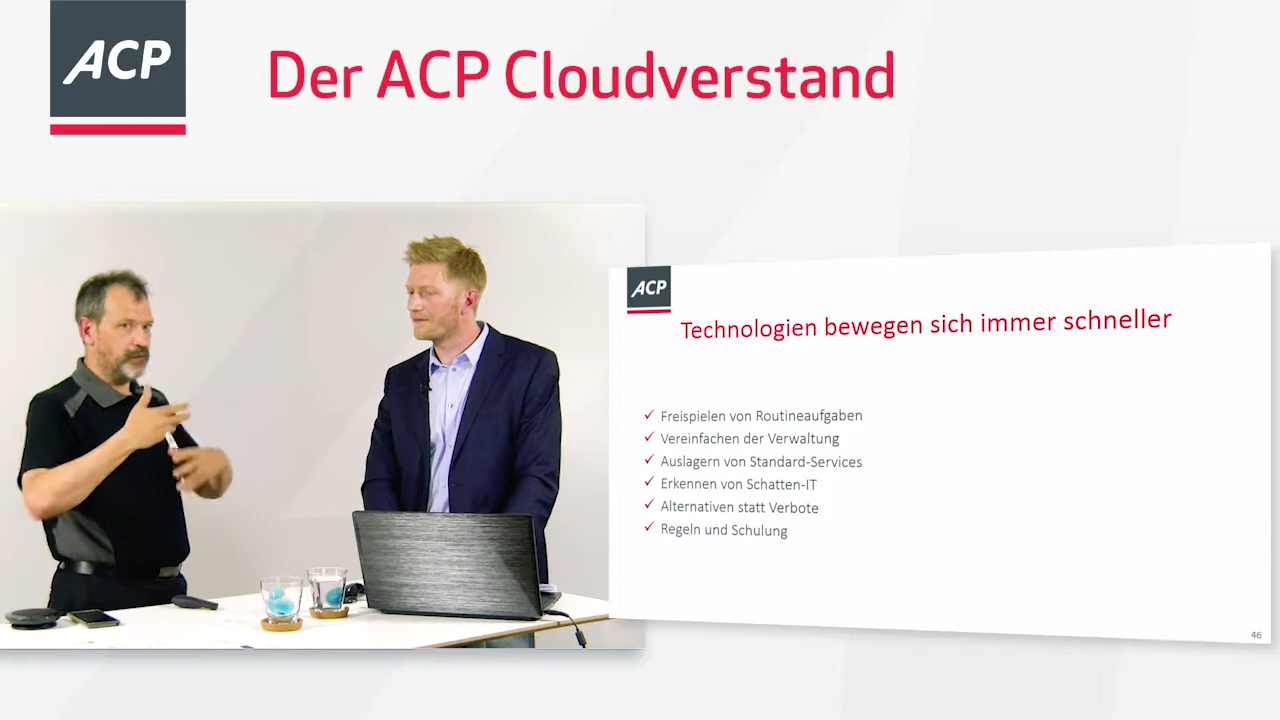 ACP
Der ACP Cloudverstand
ACP
Technologien bewegen sich immer schneller
✓ Freispielen von Routineaufgaben
✓ Vereinfachen der Verwaltung
✓ Auslagern von Standard-Services
✓ Erkennen von Schatten-IT
✓ Alternativen statt Verbote
✓ Regeln und Schulung
46